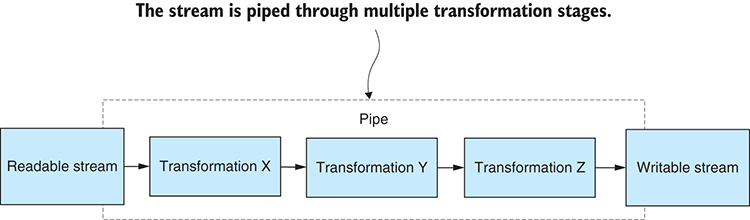 The stream is piped through multiple transformation stages.
Pipe
Readable stream
Transformation X
Transformation Y
Transformation Z
Writable stream